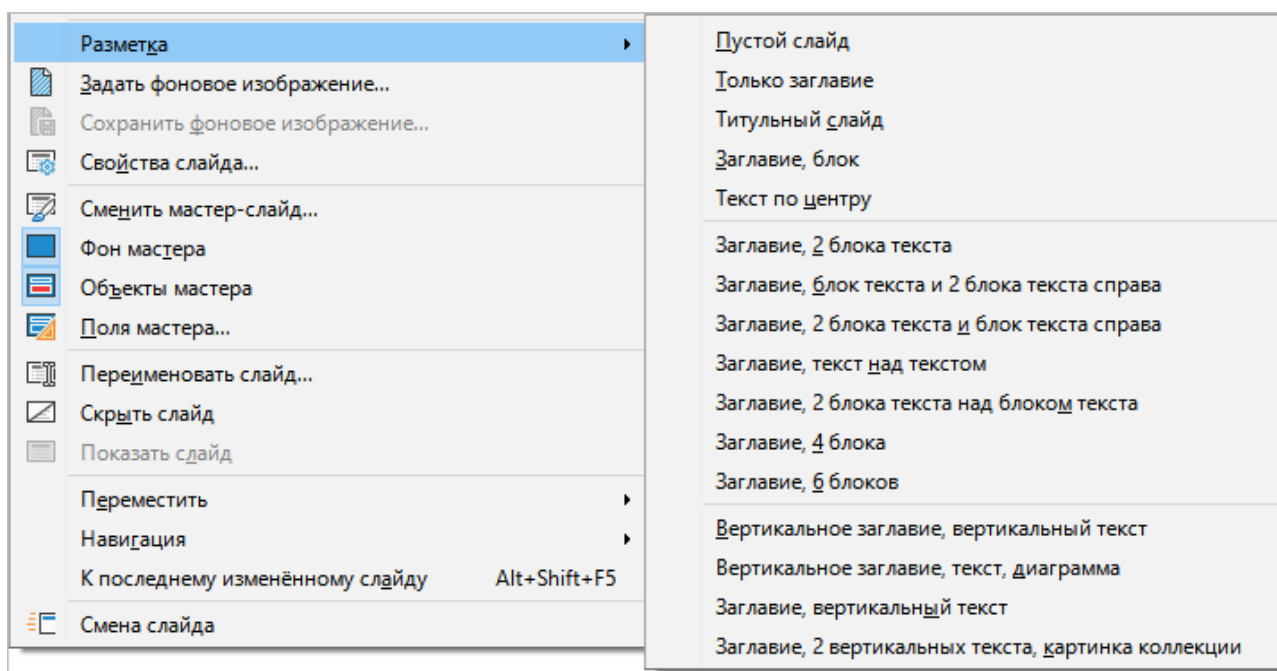 Разметка
Задать фоновое изображение...
Сохранить фоновое изображение...
Свойства слайда...
Сменить мастер-слайд...
Фон мастера
Объекты мастера
Поля мастера...
Переименовать слайд...
Скрыть слайд
Показать слайд
Переместить
Навигация
К последнему изменённому слайду Alt+Shift+F5
Смена слайда
Пустой слайд
Только заглавие
Титульный слайд
Заглавие, блок
Текст по центру
Заглавие, 2 блока текста
Заглавие, блок текста и 2 блока текста справа
Заглавие, 2 блока текста и блок текста справа
Заглавие, текст над текстом
Заглавие, 2 блока текста над блоком текста
Заглавие, 4 блока
Заглавие, 6 блоков
Вертикальное заглавие, вертикальный текст
Вертикальное заглавие, текст, диаграмма
Заглавие, вертикальный текст
Заглавие, 2 вертикальных текста, картинка коллекции